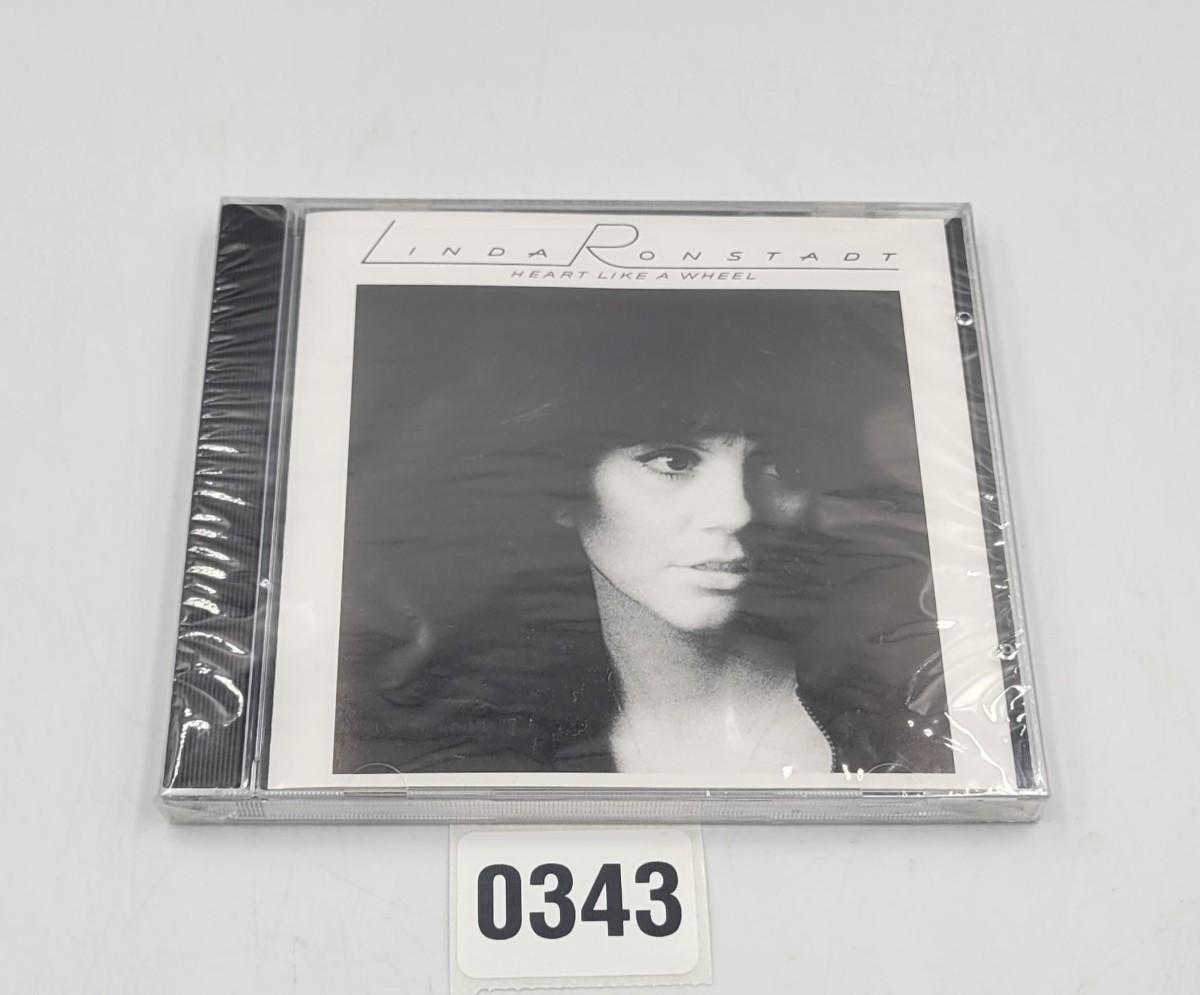 LINDA RONSTADT
HEART LIKE A WHEEL
0343